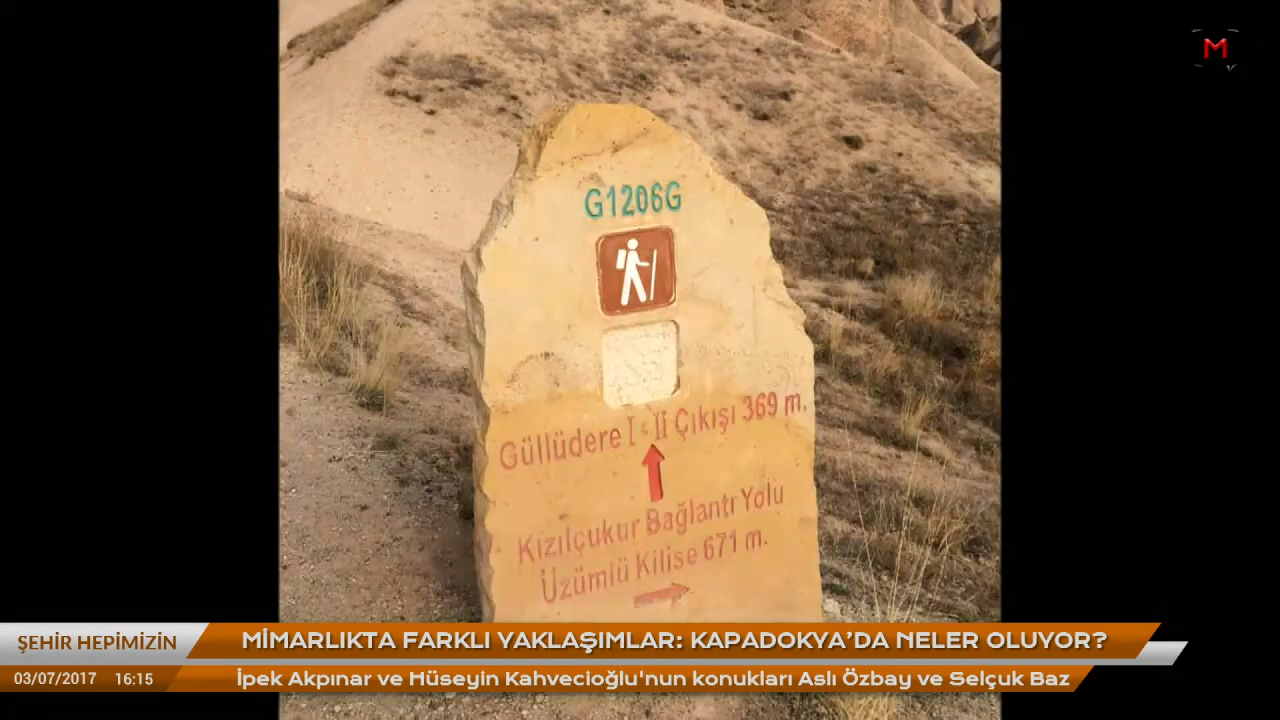 M
G1206G
Güllüdere I - II Çıkışı 369 m.
Kızılçukur Bağlantı Yolu
Üzümlü Kilise 671 m.
ŞEHİR HEPİMİZİN
MİMARLIKTA FARKLI YAKLAŞIMLAR: KAPADOKYA'DA NELER OLUYOR?
03/07/2017 16:15
İpek Akpınar ve Hüseyin Kahvecioğlu'nun konukları Aslı Özbay ve Selçuk Baz